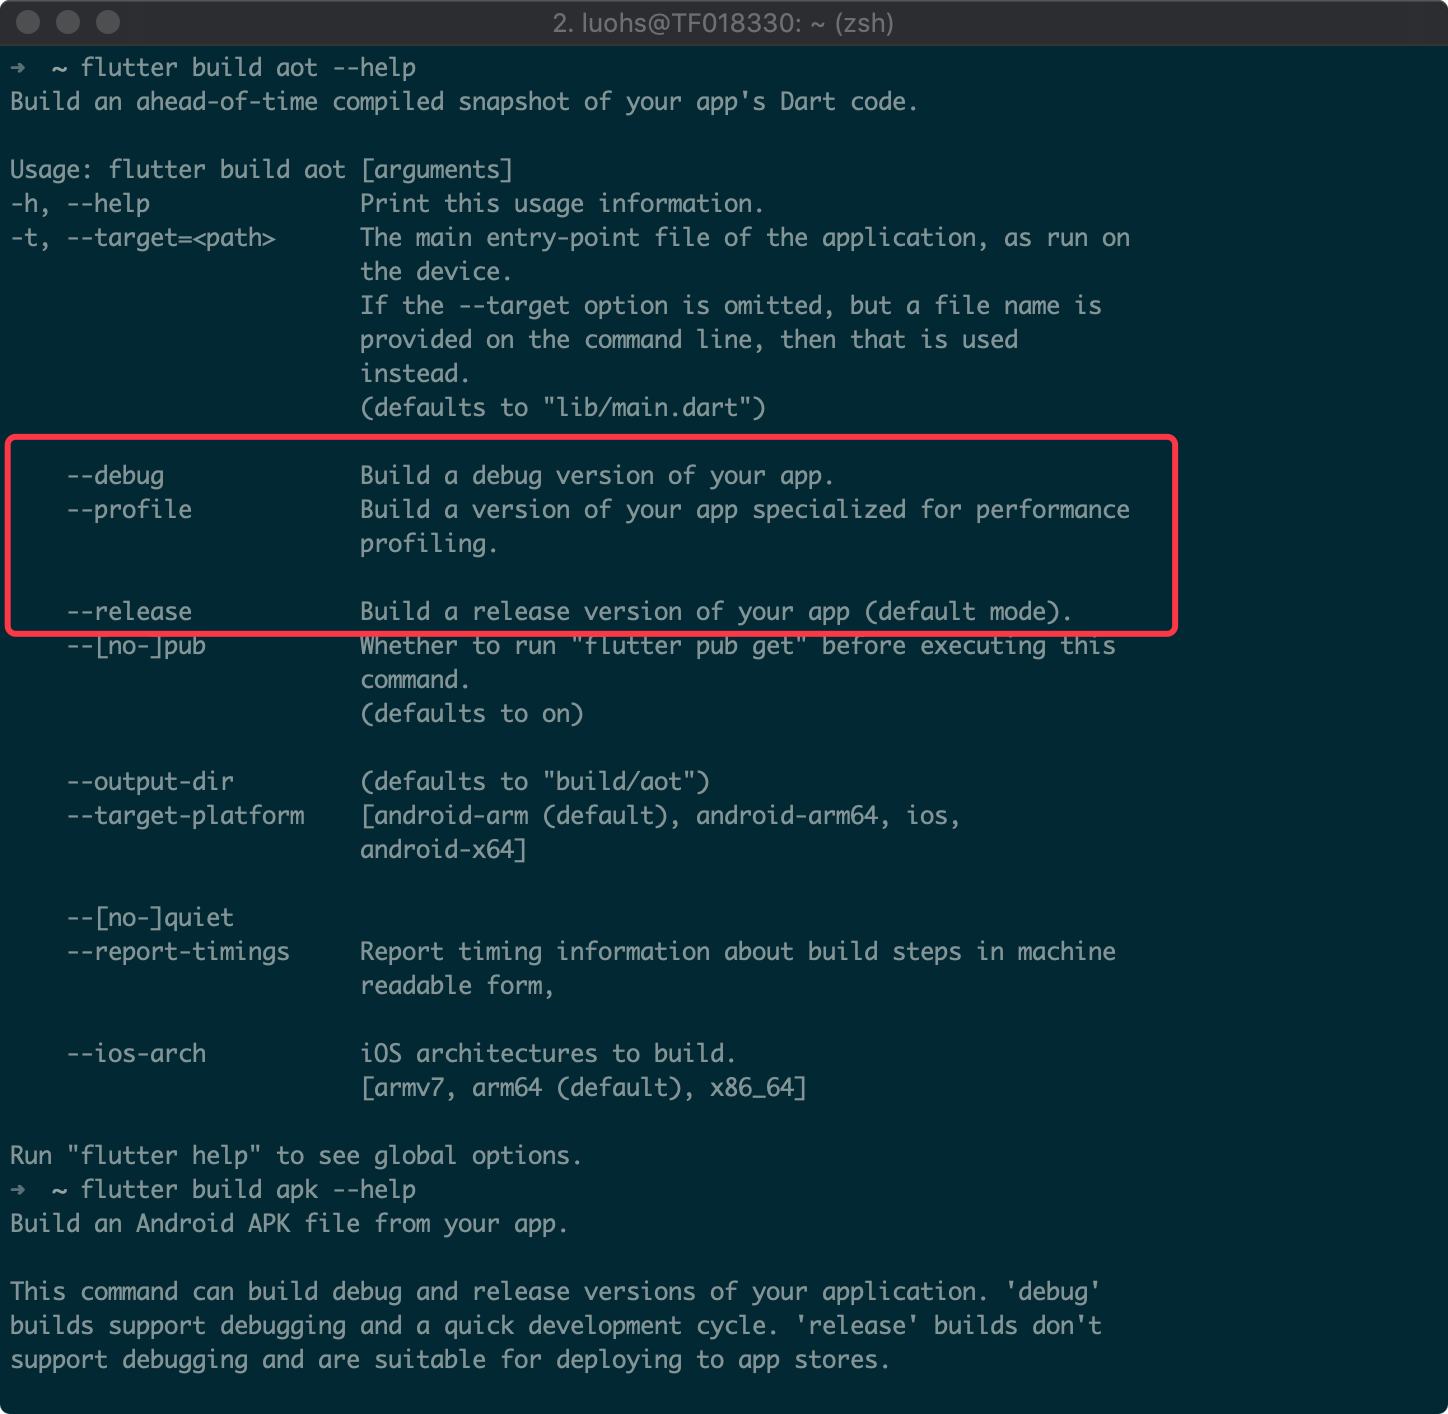 2. luohs@TF018330: ~ (zsh)
➜  ~ flutter build aot --help
Build an ahead-of-time compiled snapshot of your app's Dart code.
Usage: flutter build aot [arguments]
-h, --help               Print this usage information.
-t, --target=<path>      The main entry-point file of the application, as run on
                         the device.
                         If the --target option is omitted, but a file name is
                         provided on the command line, then that is used
                         instead.
                         (defaults to "lib/main.dart")
    --debug              Build a debug version of your app.
    --profile            Build a version of your app specialized for performance
                         profiling.
    --release            Build a release version of your app (default mode).
    --[no-]pub           Whether to run "flutter pub get" before executing this
                         command.
                         (defaults to on)
    --output-dir         (defaults to "build/aot")
    --target-platform    [android-arm (default), android-arm64, ios,
                         android-x64]
    --[no-]quiet
    --report-timings     Report timing information about build steps in machine
                         readable form,
    --ios-arch           iOS architectures to build.
                         [armv7, arm64 (default), x86_64]
Run "flutter help" to see global options.
➜  ~ flutter build apk --help
Build an Android APK file from your app.
This command can build debug and release versions of your application. 'debug'
builds support debugging and a quick development cycle. 'release' builds don't
support debugging and are suitable for deploying to app stores.